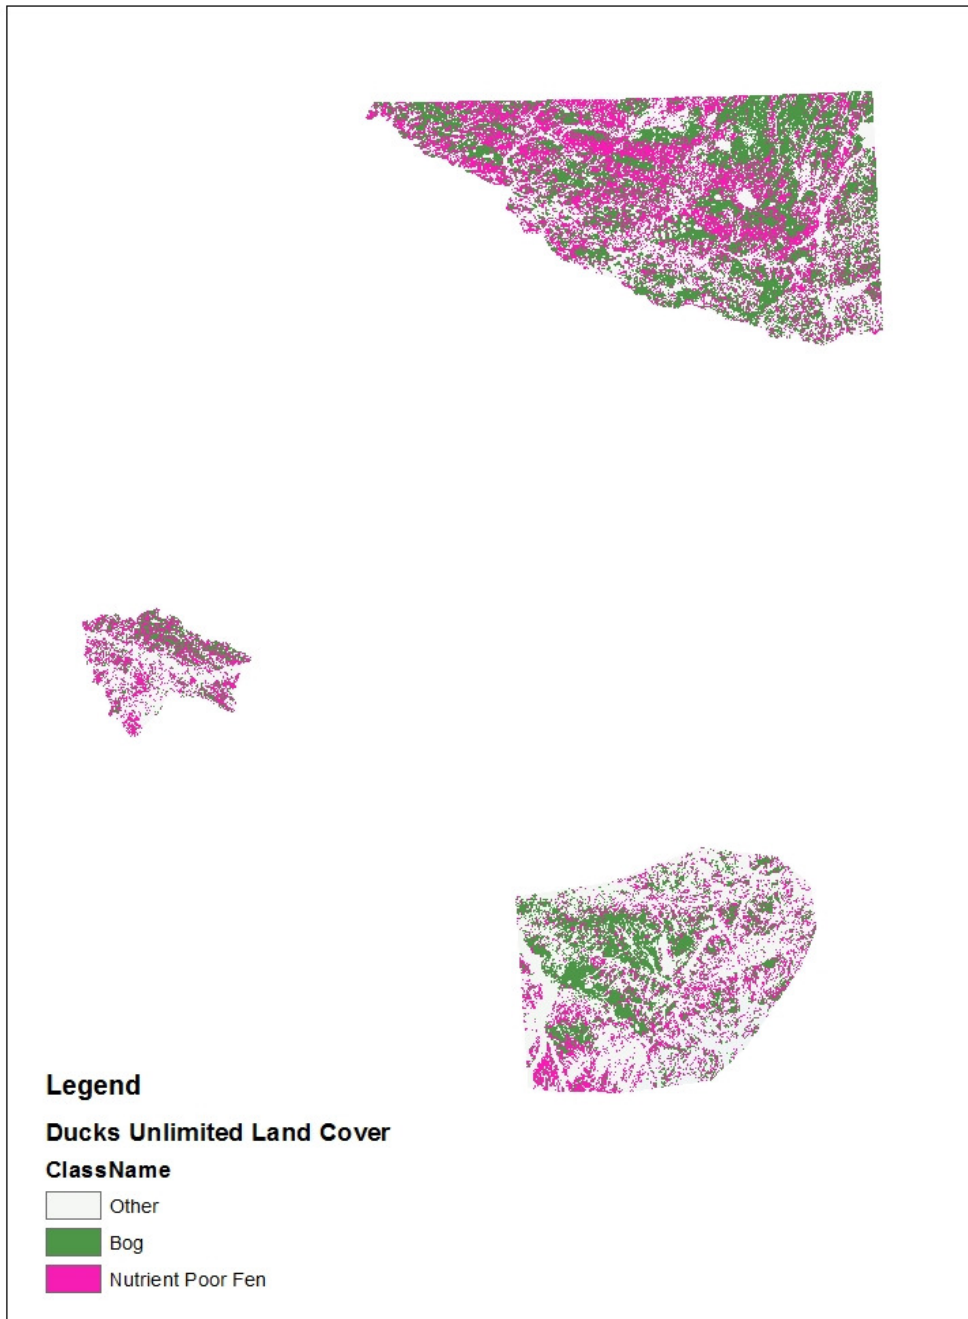 Legend
Ducks Unlimited Land Cover
ClassName
Other
Bog
Nutrient Poor Fen